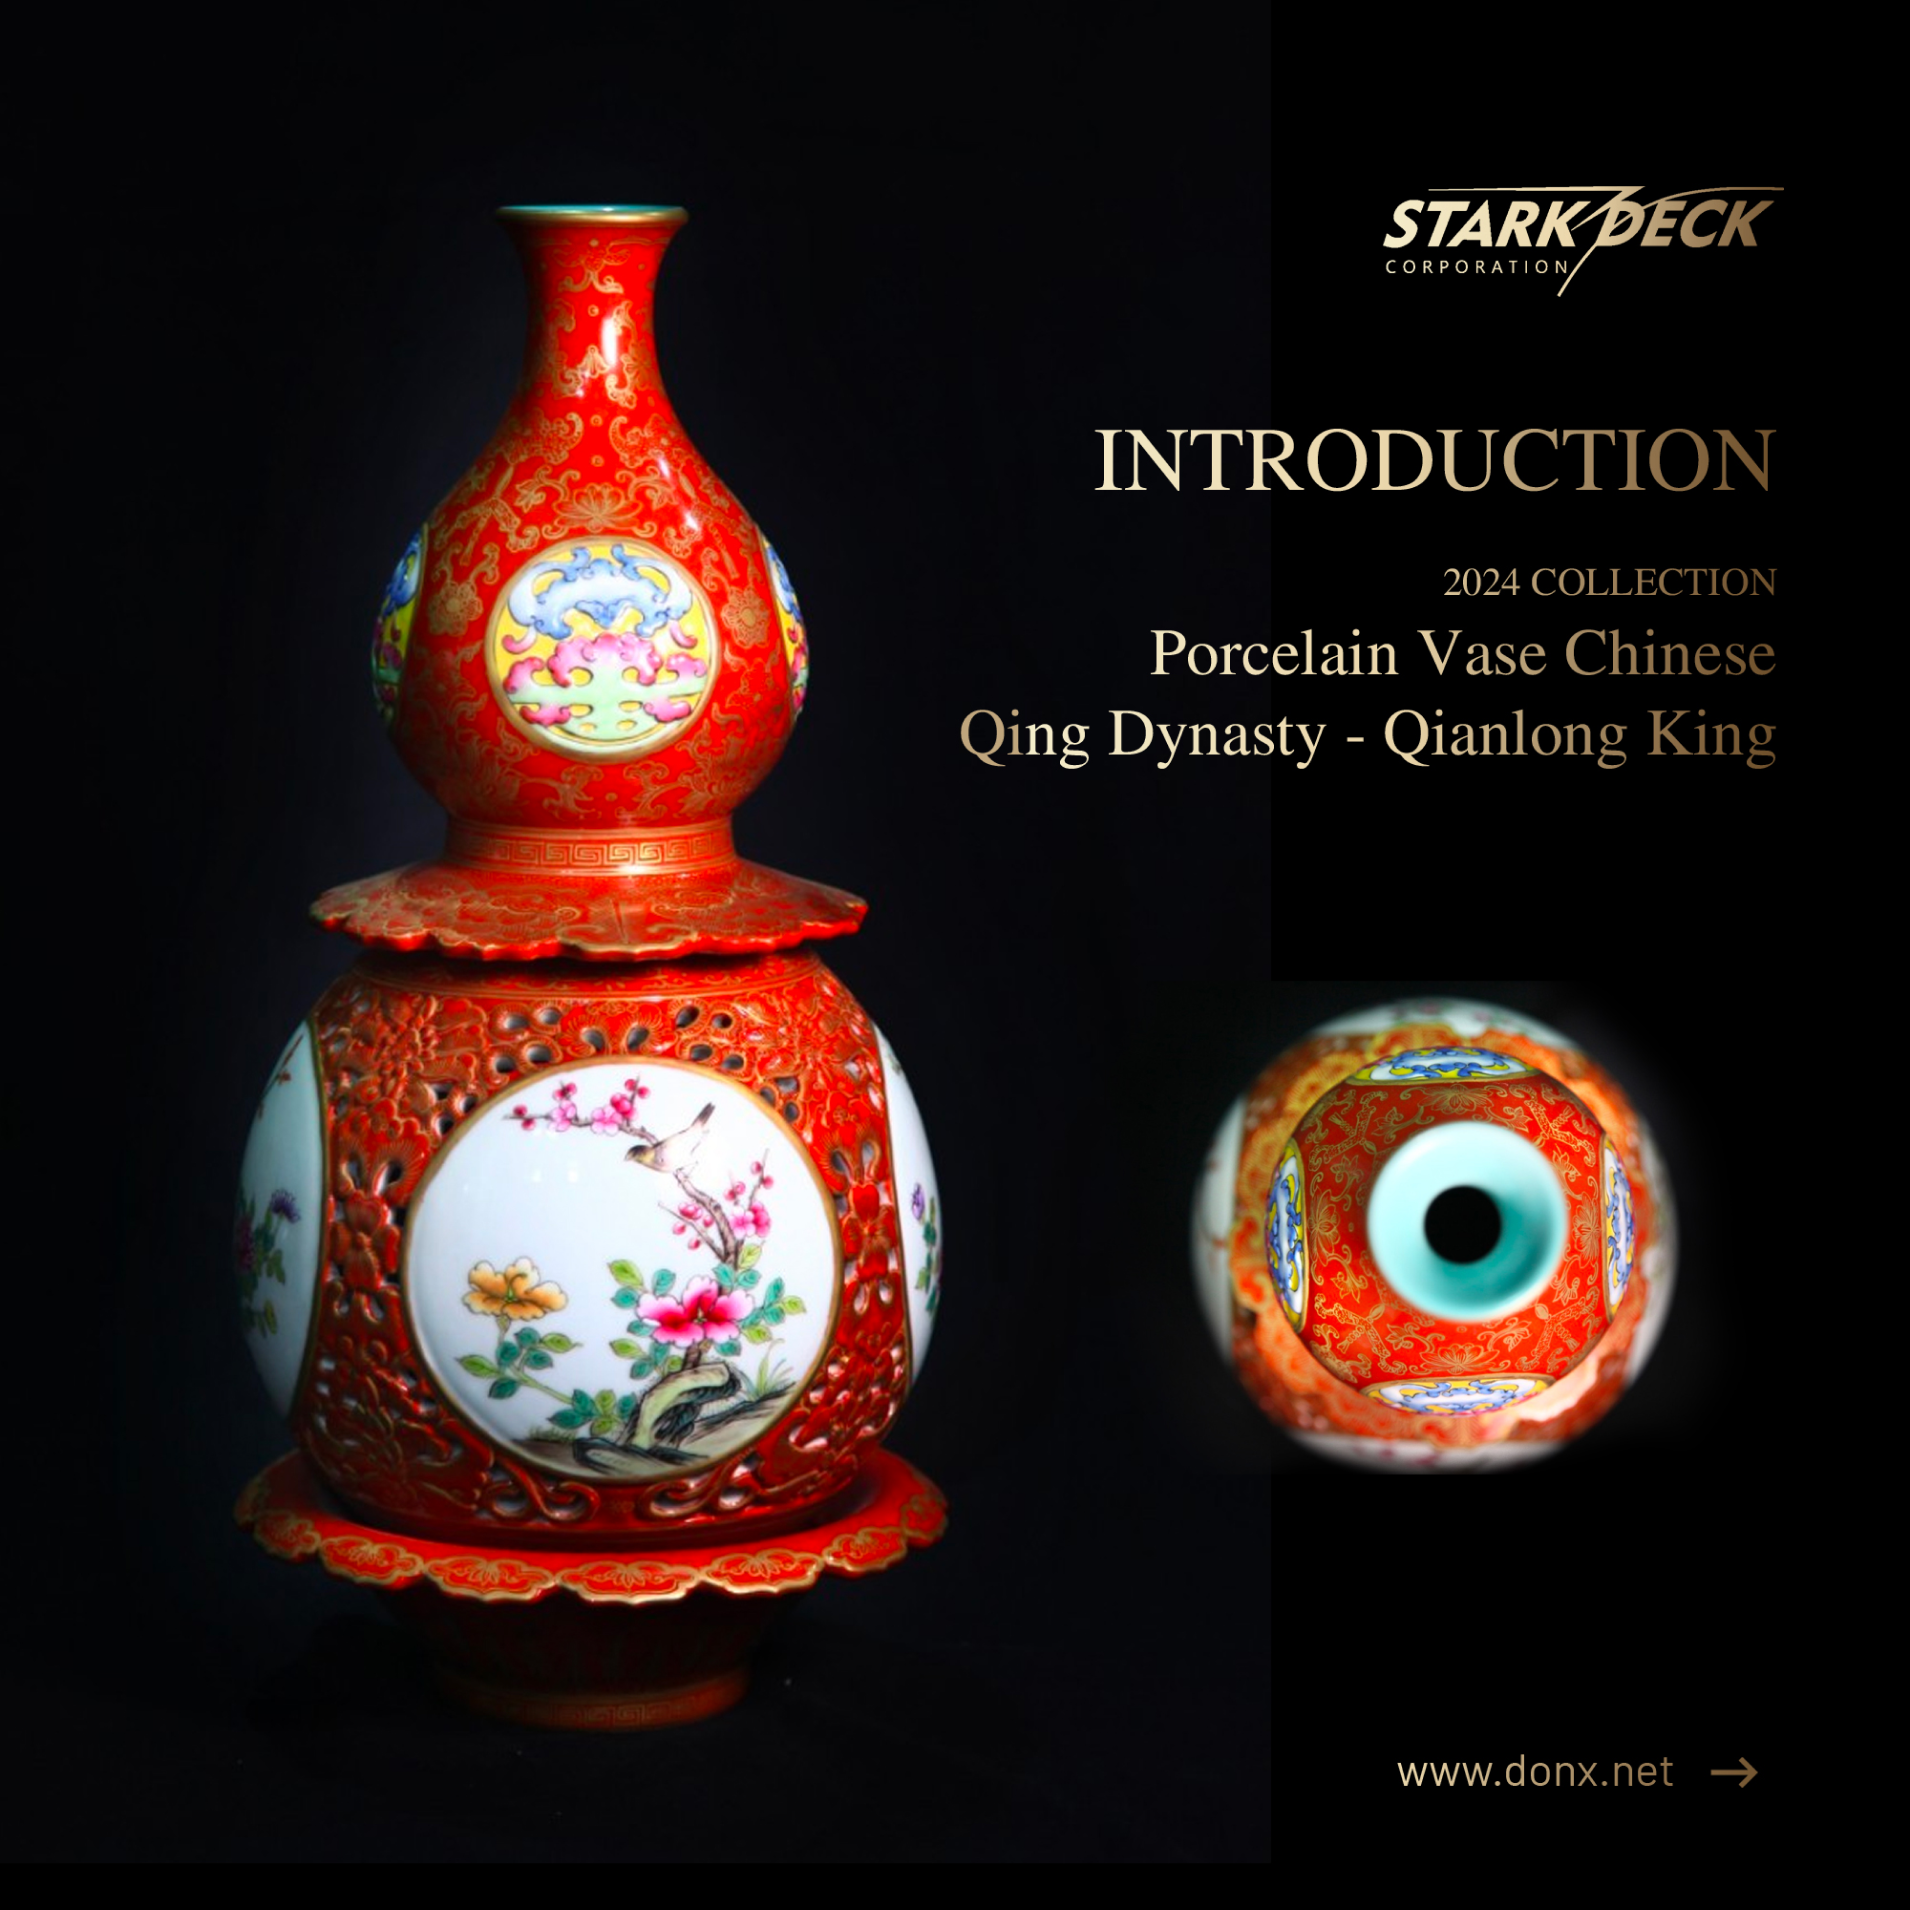 STARK DECK
CORPORATION
INTRODUCTION
2024 COLLECTION
Porcelain Vase Chinese
Qing Dynasty - Qianlong King
www.donx.net →